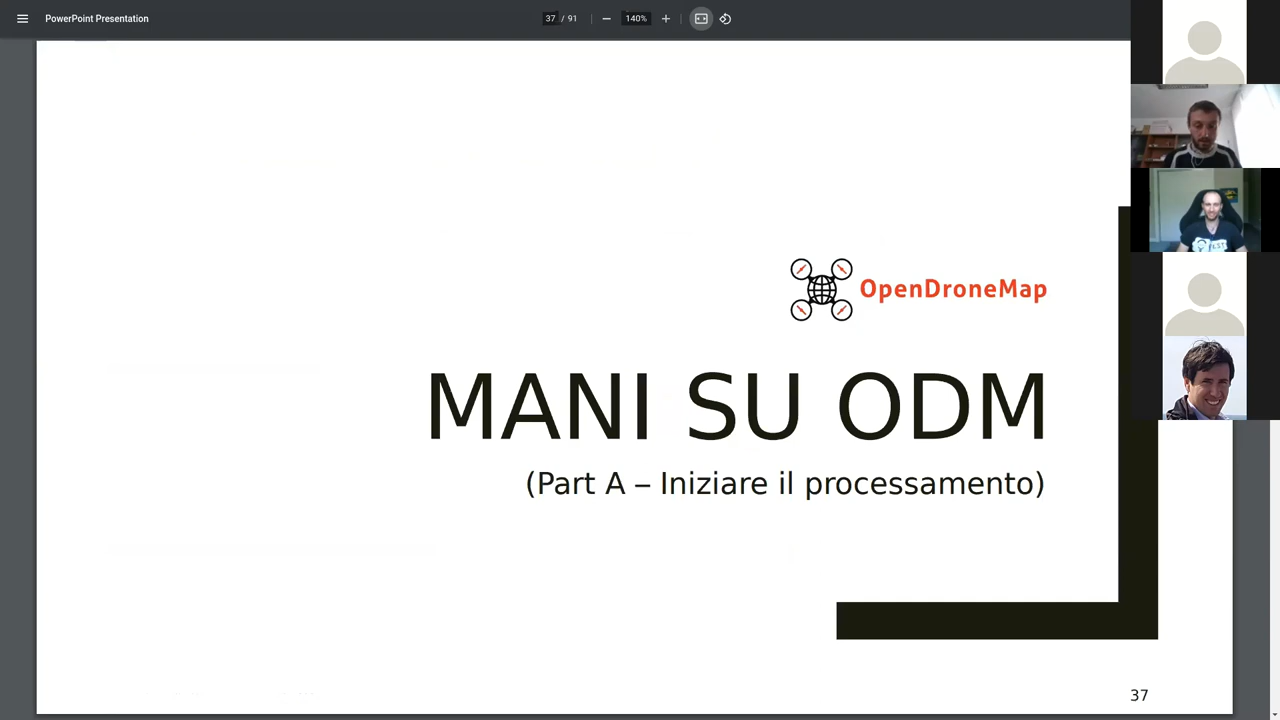 PowerPoint Presentation
37 / 91
140%
OpenDroneMap
MANI SU ODM
(Part A – Iniziare il processamento)
37